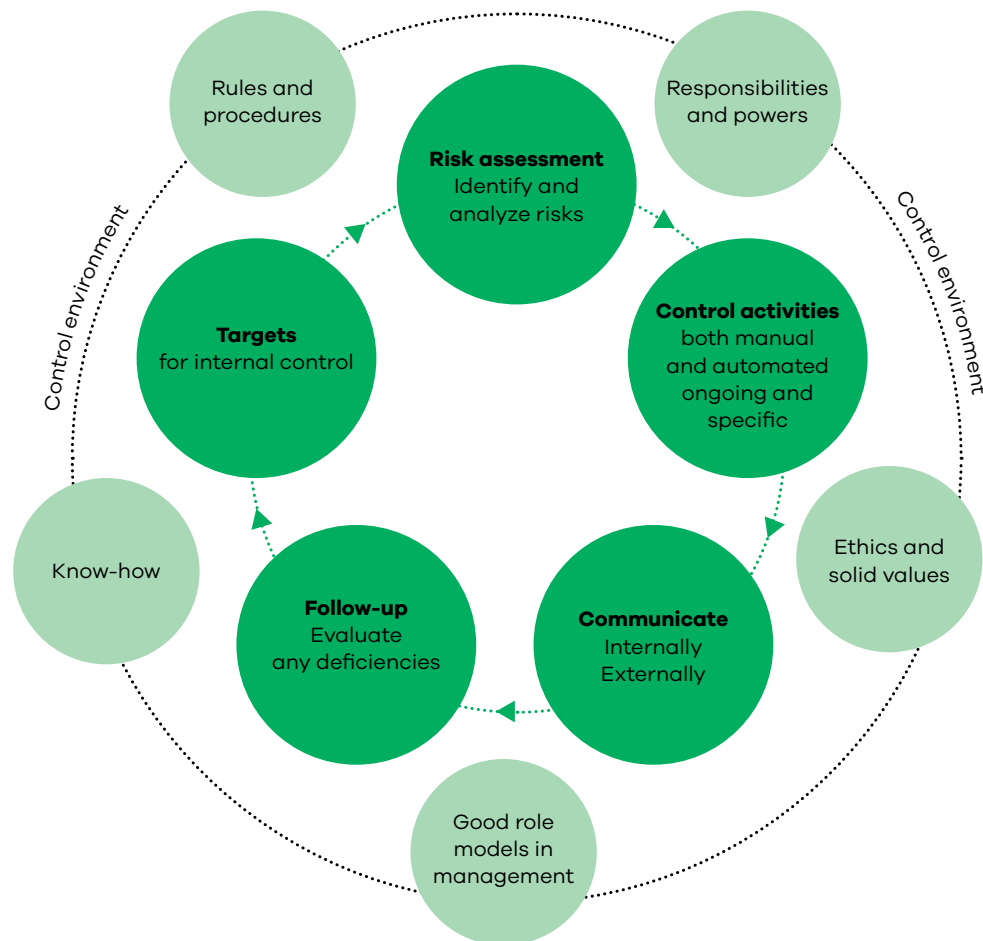 Rules and
procedures
Responsibilities
and powers
Risk assessment
Identify and
analyze risks
Control environment
Control environment
Targets
for internal control
Control activities
both manual
and automated
ongoing and
specific
Know-how
Ethics and
solid values
Follow-up
Evaluate
any deficiencies
Communicate
Internally
Externally
Good role
models in
management